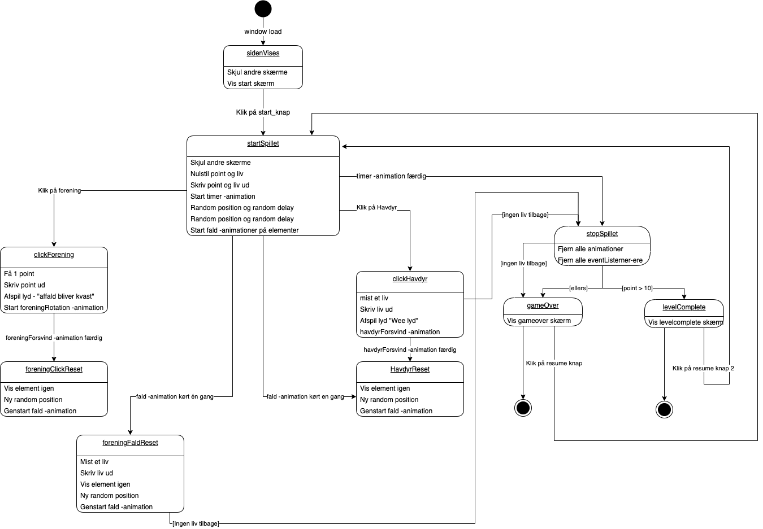 window load
sidenVises
Skjul andre skærme
Vis start skærm
Klik på start_knap
startSpillet
Skjul andre skærme
Nulstil point og liv
Skriv point og liv ud
Start timer -animation
Random position og random delay
Random position og random delay
Start fald -animationer på elementer
timer -animation færdig
Klik på forening
Klik på Havdyr
[ingen liv tilbage]
stopSpillet
Fjern alle animationer
Fjern alle eventListerner-ere
clickForening
Få 1 point
Skriv point ud
Afspil lyd - "affald bliver kvast"
Start foreningRotation -animation
clickHavdyr
mist et liv
Skriv liv ud
Afspil lyd "Wee lyd"
havdyrForsvind -animation
[ingen liv tilbage]
[ellers]
[point > 10]
gameOver
Vis gameover skærm
levelComplete
Vis levelcomplete skærm
foreningForsvind -animation færdig
havdyrForsvind -animation færdig
foreningClickReset
Vis element igen
Ny random position
Genstart fald -animation
HavdyrReset
Vis element igen
Ny random position
Genstart fald -animation
Klik på resume knap
Klik på resume knap 2
fald -animation kørt én gang
fald -animation kørt én gang
foreningFaldReset
Mist et liv
Skriv liv ud
Vis element igen
Ny random position
Genstart fald -animation
[ingen liv tilbage]